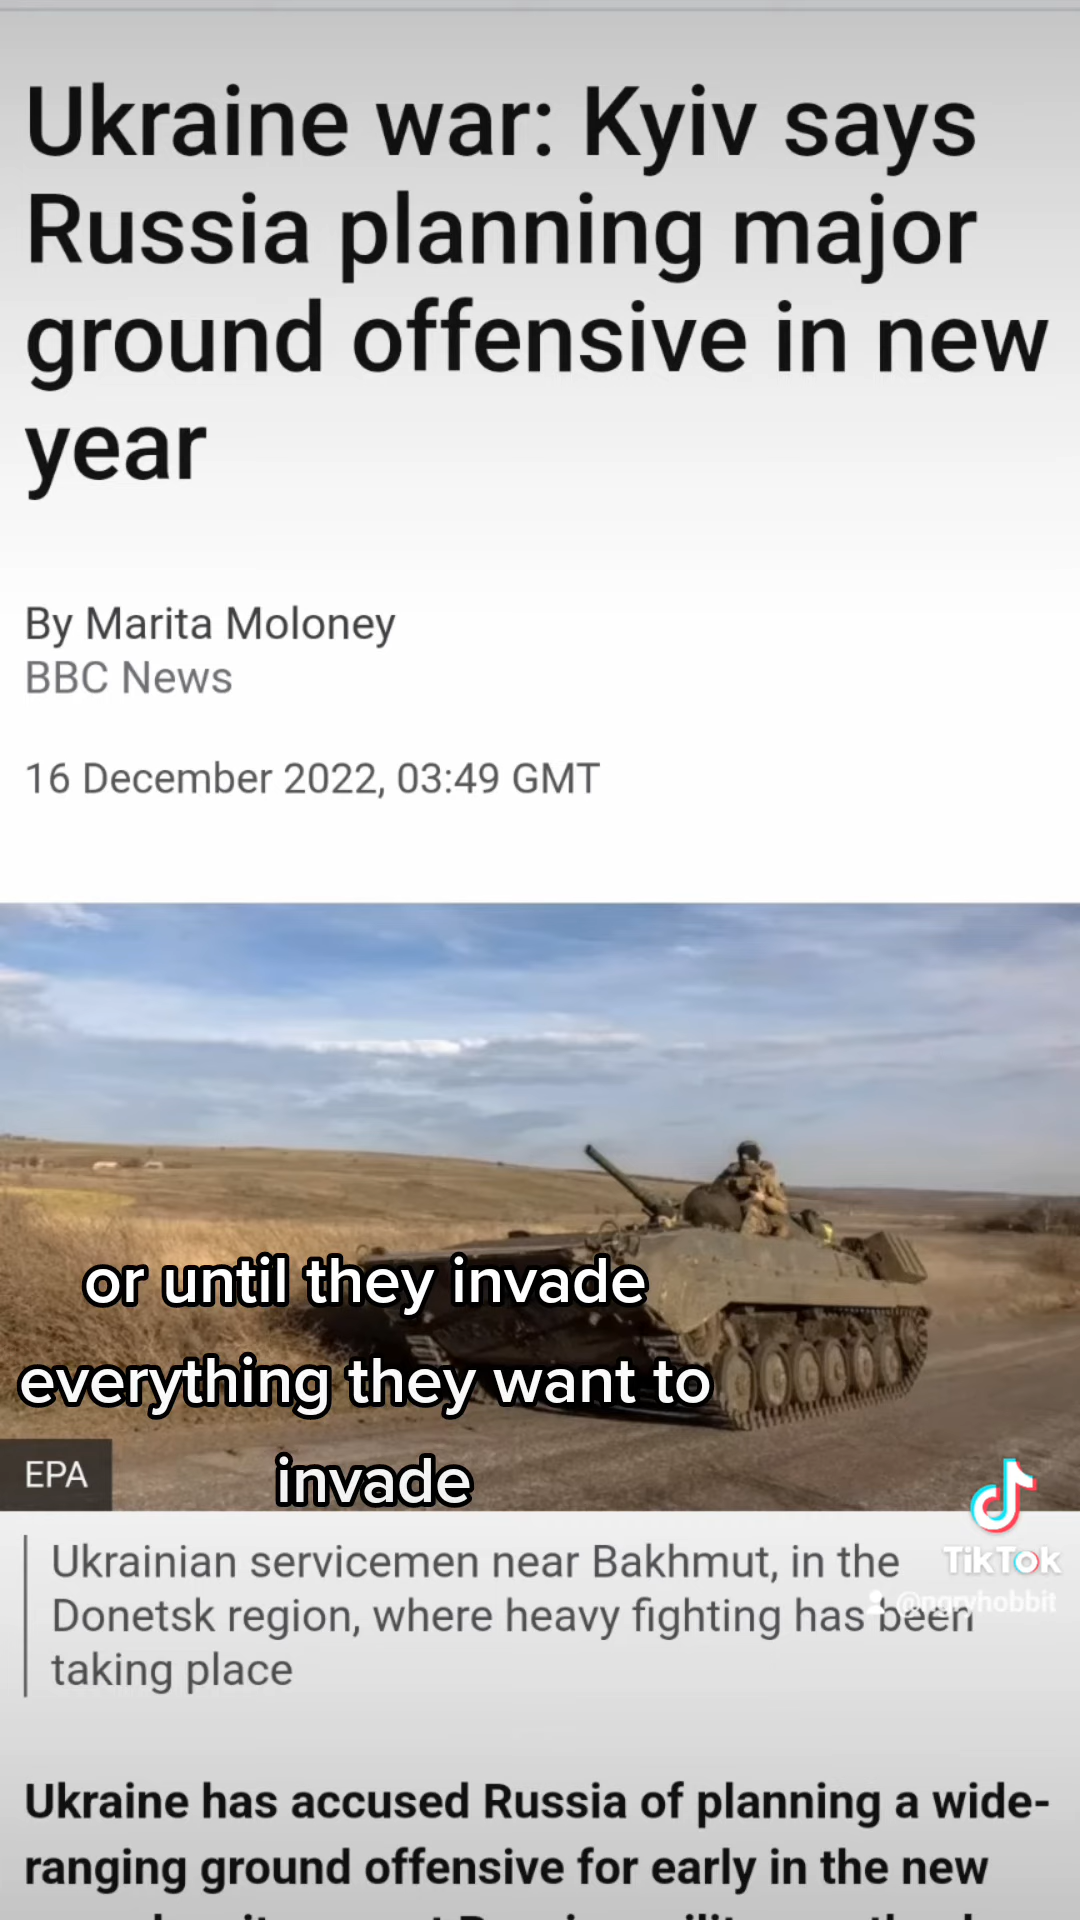 Ukraine war: Kyiv says
Russia planning major
ground offensive in new
year
By Marita Moloney
BBC News
16 December 2022, 03:49 GMT
or until they invade
everything they want to
invade
EPA
TikTok
@ngryhobbit
Ukrainian servicemen near Bakhmut, in the
Donetsk region, where heavy fighting has been
taking place
Ukraine has accused Russia of planning a wide-
ranging ground offensive for early in the new